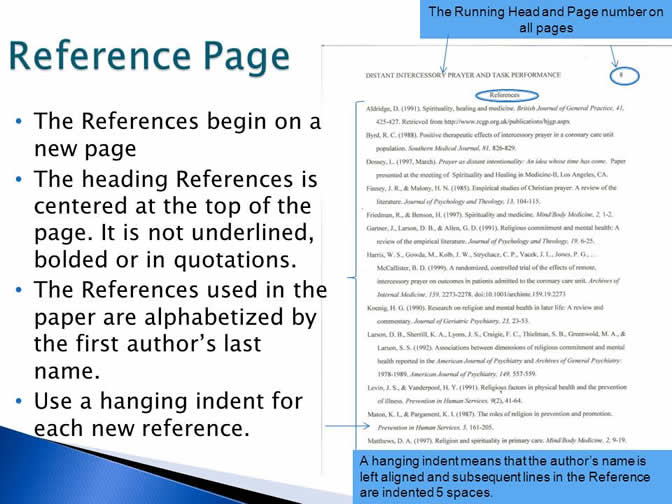 The Running Head and Page number on
all pages
Reference Page
• The References begin on a
new page
• The heading References is
centered at the top of the
page. It is not underlined,
bolded or in quotations.
• The References used in the
paper are alphabetized by
the first author's last
name.
• Use a hanging indent for
each new reference.
DISTANT INTERCESSORY PRAYER AND TASK PERFORMANCE 8
References
Aldridge, D. (1991). Spirituality, healing and medicine. British Journal of General Practice, 41,
425-427. Retrieved from http://www.rcgp.org.uk/publications/bjgp.aspx
Byrd, R. C. (1988). Positive therapeutic effects of intercessory prayer in a coronary care unit
population. Southern Medical Journal, 81, 826-829.
Dossey, L. (1997, March). Prayer as distant intentionality: An idea whose time has come. Paper
presented at the meeting of Spirituality and Healing in Medicine-II, Los Angeles, CA.
Finney, J. R., & Malony, H. N. (1985). Empirical studies of Christian prayer: A review of the
literature. Journal of Psychology and Theology, 13, 104-115.
Friedman, R., & Benson, H. (1997). Spirituality and medicine. Mind/Body Medicine, 2, 1-2.
Gartner, J., Larson, D. B., & Allen, G. D. (1991). Religious commitment and mental health: A
review of the empirical literature. Journal of Psychology and Theology, 19, 6-25.
Harris, W. S., Gowda, M., Kolb, J. W., Strychacz, C. P., Vacek, J. L., Jones, P. G., ...
McCallister, B. D. (1999). A randomized, controlled trial of the effects of remote,
intercessory prayer on outcomes in patients admitted to the coronary care unit. Archives of
Internal Medicine, 159, 2273-2278. doi:10.1001/archinte.159.19.2273
Koenig, H. G. (1990). Research on religion and mental health in later life: A review and
commentary. Journal of Geriatric Psychiatry, 23, 23-53.
Larson, D. B., Sherrill, K. A., Lyons, J. S., Craigie, F. C., Thielman, S. B., Greenwold, M. A., &
Larson, S. S. (1992). Associations between dimensions of religious commitment and mental
health reported in the American Journal of Psychiatry and Archives of General Psychiatry:
1978-1989. American Journal of Psychiatry, 149, 557-559.
Levin, J. S., & Vanderpool, H. Y. (1991). Religious factors in physical health and the prevention
of illness. Prevention in Human Services, 9(2), 41-64.
Maton, K. I., & Pargament, K. I. (1987). The roles of religion in prevention and promotion.
Prevention in Human Services, 5, 161-205.
Matthews, D. A. (1997). Religion and spirituality in primary care. Mind/Body Medicine, 2, 9-19.
A hanging indent means that the author's name is
left aligned and subsequent lines in the Reference
are indented 5 spaces.